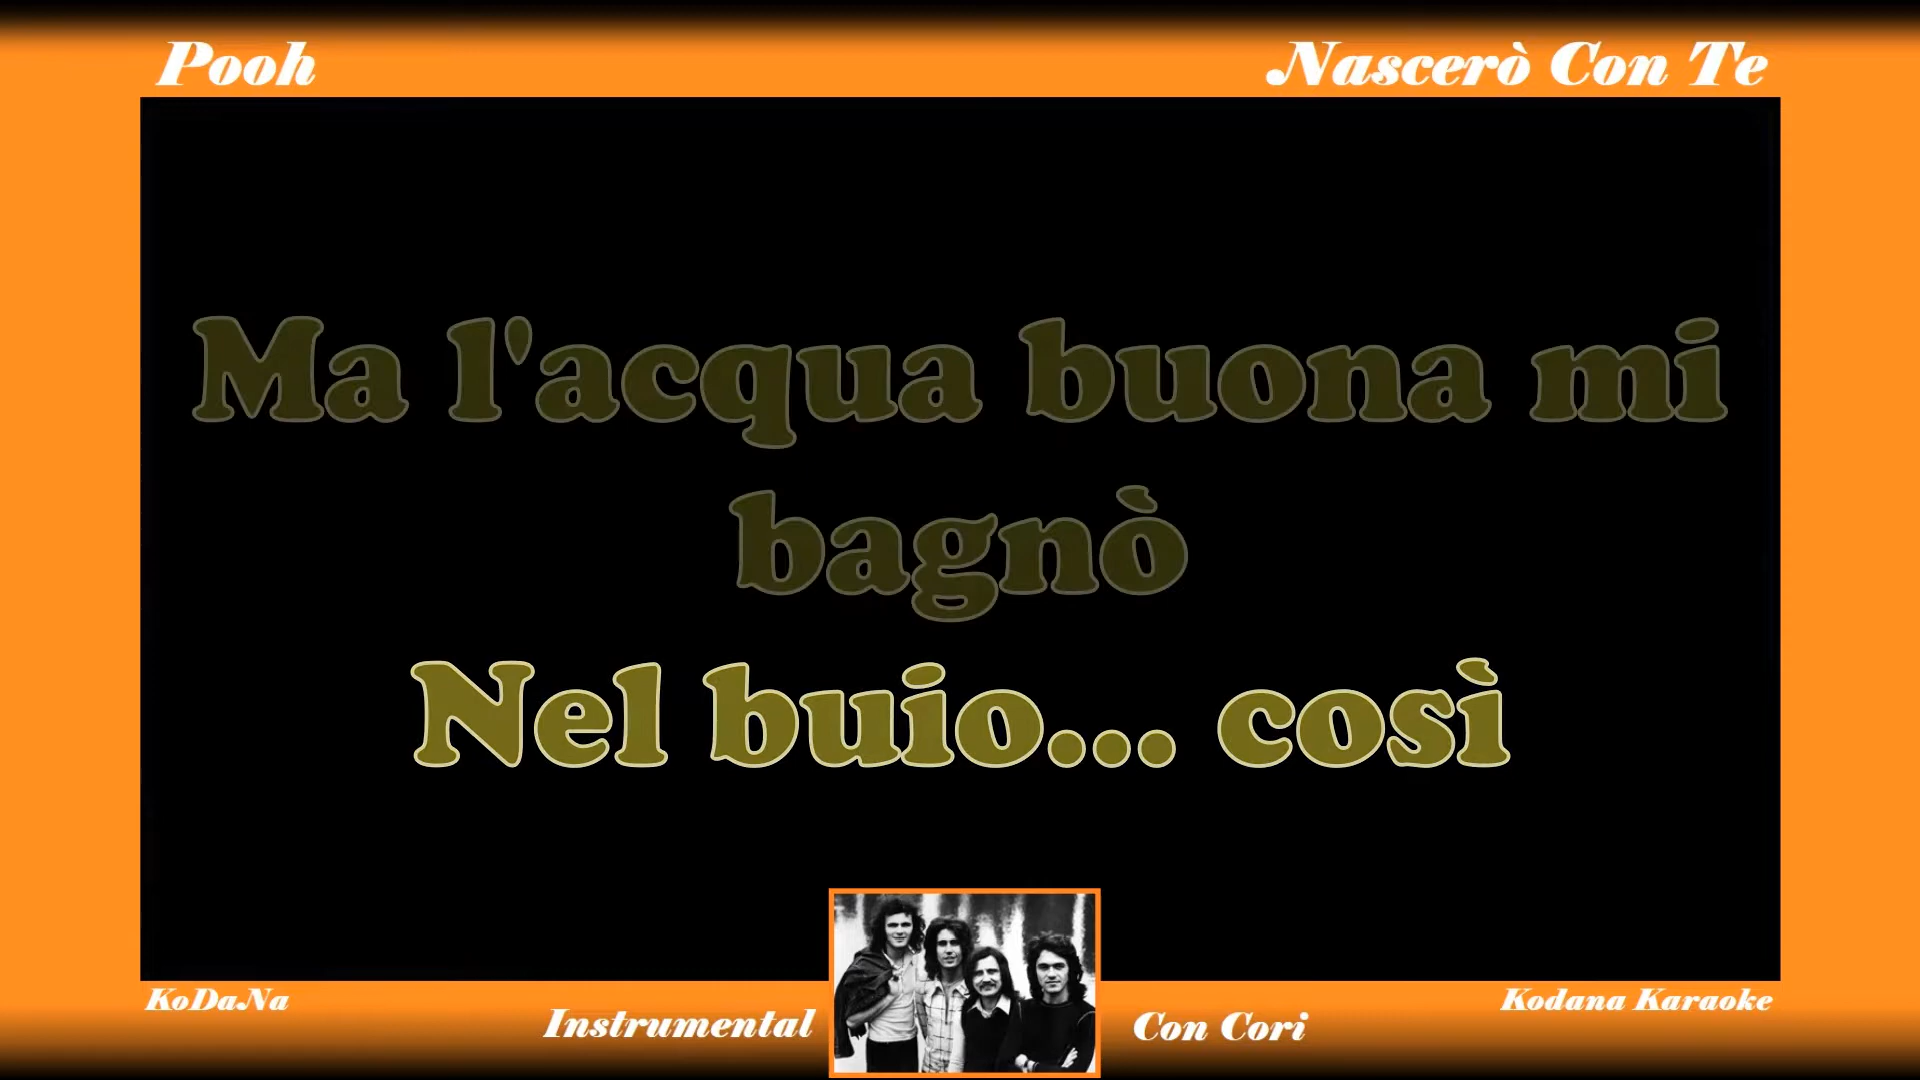 Pooh
Nascerò Con Te
Ma l'acqua buona mi
bagnò
Nel buio... così
KoDaNa
Kodana Karaoke
Instrumental
Con Cori